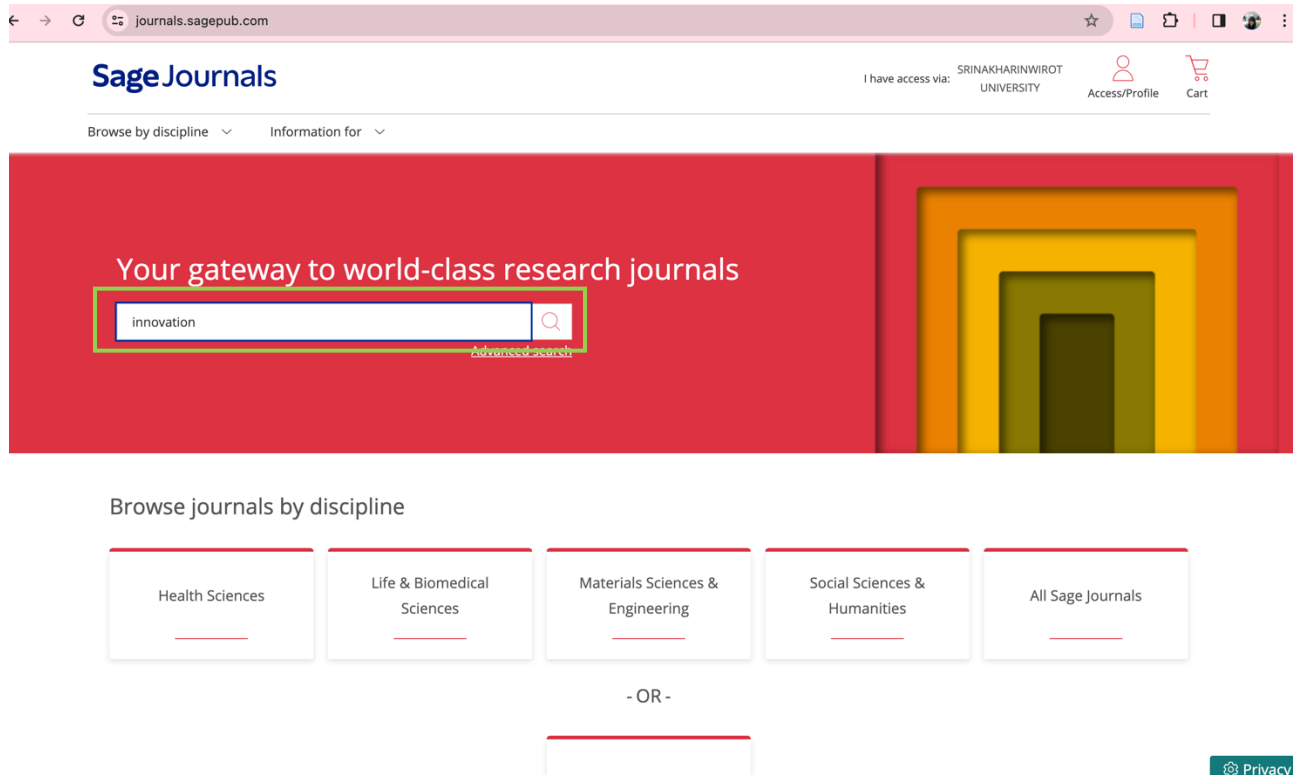 journals.sagepub.com
Sage Journals
I have access via:
SRINAKHARINWIROT
UNIVERSITY
Access/Profile
Cart
Browse by discipline
Information for
Your gateway to world-class research journals
innovation
Advanced search
Browse journals by discipline
Health Sciences
Life & Biomedical
Sciences
Materials Sciences &
Engineering
Social Sciences &
Humanities
All Sage Journals
- OR -
Privacy